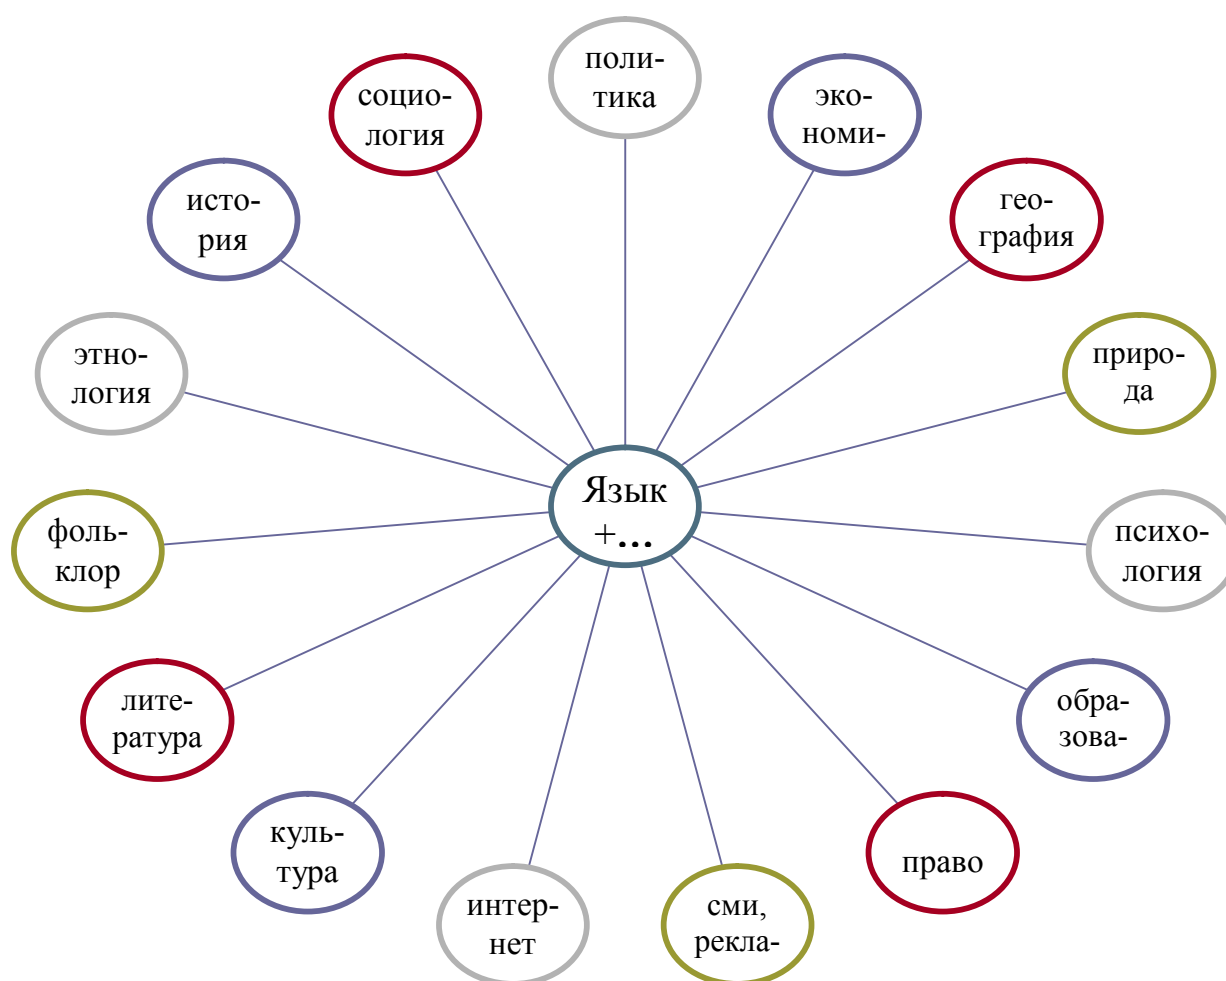 поли-
тика
эко-
номи-
гео-
графия
приро-
да
психо-
логия
обра-
зова-
право
сми,
рекла-
интер-
нет
куль-
тура
лите-
ратура
фоль-
клор
этно-
логия
исто-
рия
социо-
логия
Язык
+...